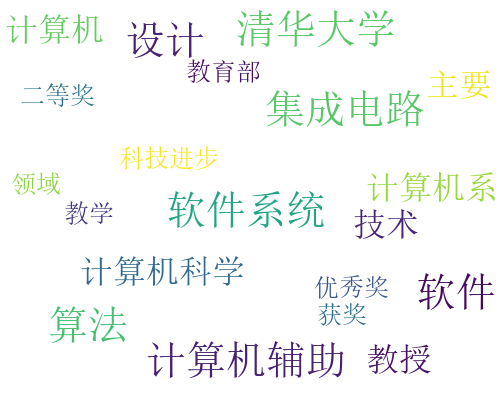 计算机
设计
清华大学
教育部
主要
二等奖
集成电路
科技进步
领域
计算机系
教学
软件系统
技术
计算机科学
优秀奖
软件
算法
获奖
计算机辅助
教授